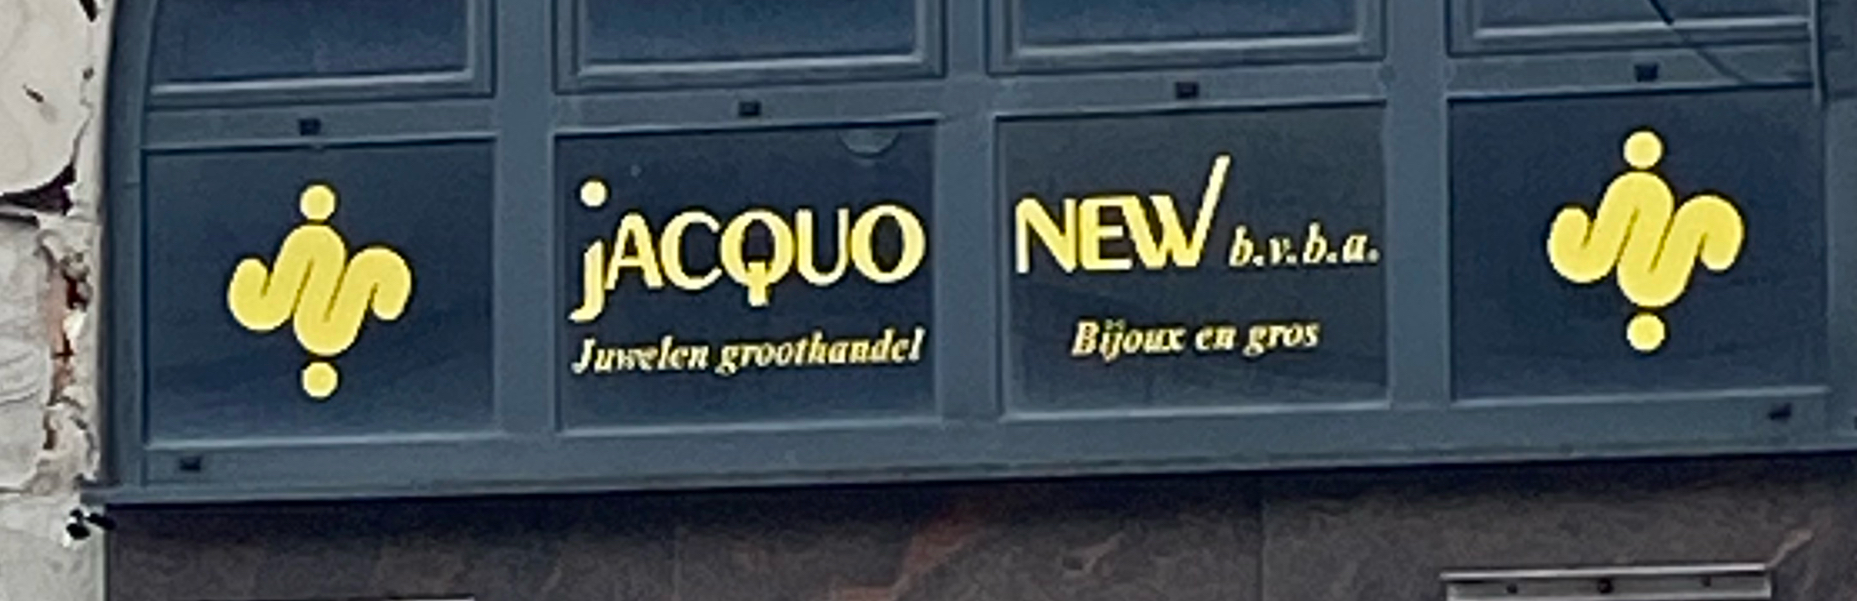 jACQUO NEW b.v.b.a.
Juwelen groothandel
Bijoux en gros